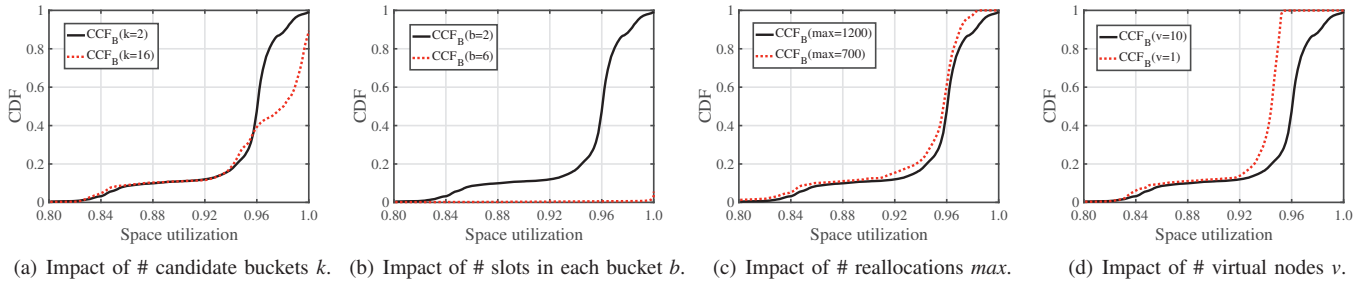 1
0.8
0.6
0.4
0.2
0
CDF
CCF_B(k=2)
CCF_B(k=16)
0.80 0.84 0.88 0.92 0.96 1.0
Space utilization
(a) Impact of # candidate buckets k.
1
0.8
0.6
0.4
0.2
0
CDF
CCF_B(b=2)
CCF_B(b=6)
0.80 0.84 0.88 0.92 0.96 1.0
Space utilization
(b) Impact of # slots in each bucket b.
1
0.8
0.6
0.4
0.2
0
CDF
CCF_B(max=1200)
CCF_B(max=700)
0.80 0.84 0.88 0.92 0.96 1.0
Space utilization
(c) Impact of # reallocations max.
1
0.8
0.6
0.4
0.2
0
CDF
CCF_B(v=10)
CCF_B(v=1)
0.80 0.84 0.88 0.92 0.96 1.0
Space utilization
(d) Impact of # virtual nodes v.